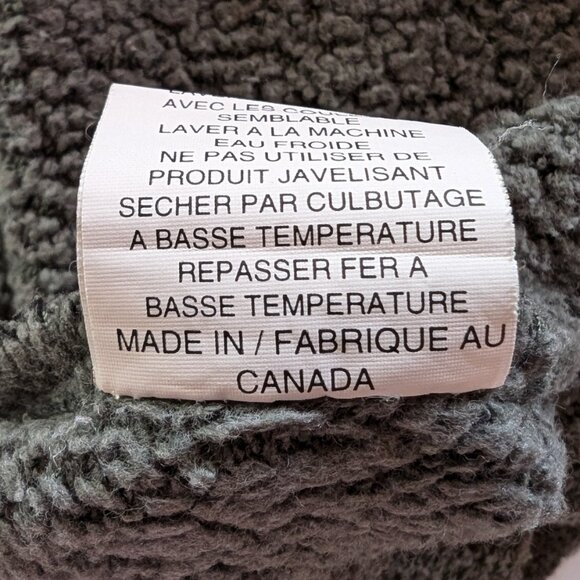 AVEC LES
SEMBLABLE
LAVER A LA MACHINE
EAU FROIDE
NE PAS UTILISER DE
PRODUIT JAVELISANT
SECHER PAR CULBUTAGE
A BASSE TEMPERATURE
REPASSER FER A
BASSE TEMPERATURE
MADE IN / FABRIQUE AU
CANADA